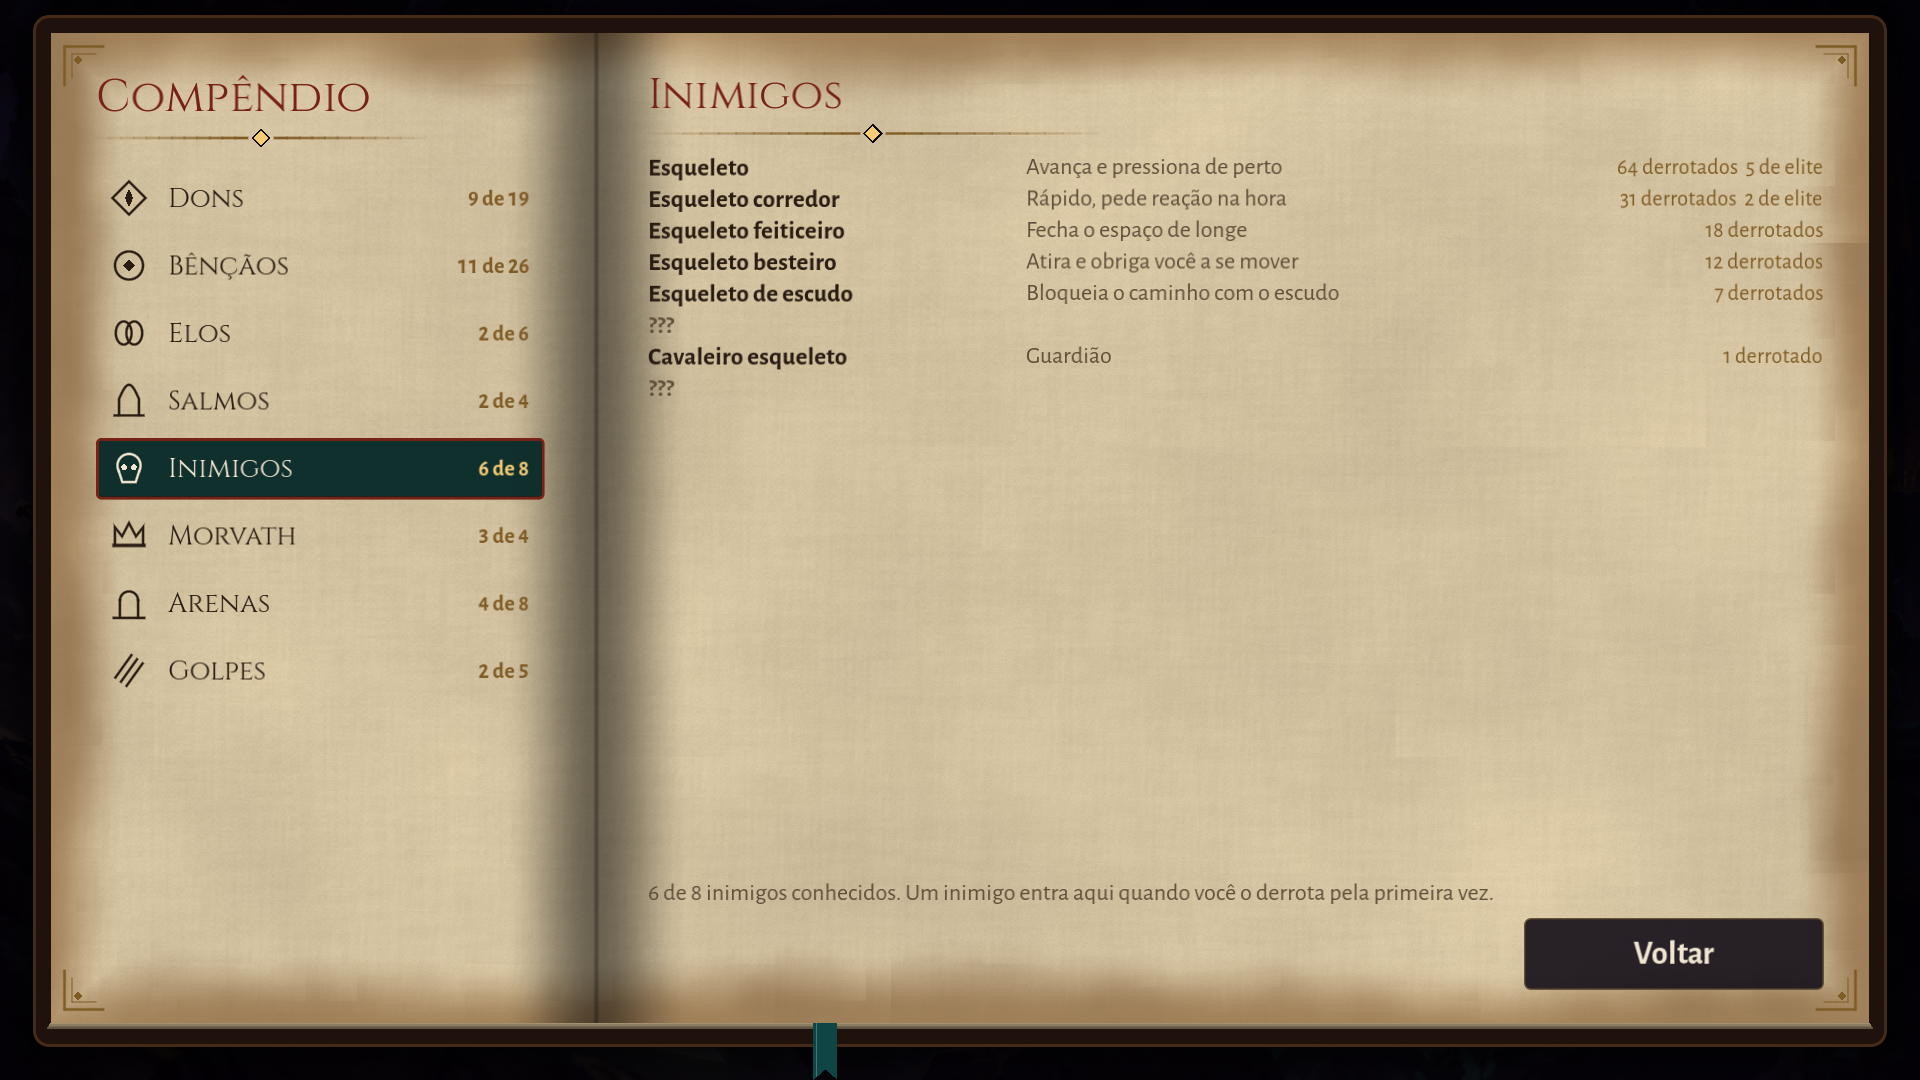 Compêndio
Dons 9 de 19
Bênçãos 11 de 26
Elos 2 de 6
Salmos 2 de 4
Inimigos 6 de 8
Morvath 3 de 4
Arenas 4 de 8
Golpes 2 de 5
Inimigos
Esqueleto Avança e pressiona de perto 64 derrotados 5 de elite
Esqueleto corredor Rápido, pede reação na hora 31 derrotados 2 de elite
Esqueleto feiticeiro Fecha o espaço de longe 18 derrotados
Esqueleto besteiro Atira e obriga você a se mover 12 derrotados
Esqueleto de escudo Bloqueia o caminho com o escudo 7 derrotados
???
Cavaleiro esqueleto Guardião 1 derrotado
???
6 de 8 inimigos conhecidos. Um inimigo entra aqui quando você o derrota pela primeira vez.
Voltar